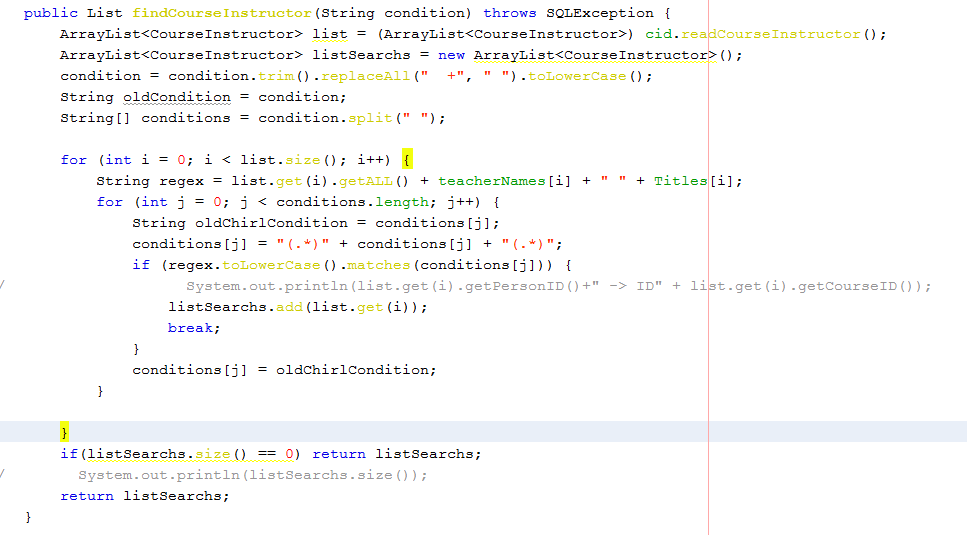 public List findCourseInstructor(String condition) throws SQLException {
ArrayList<CourseInstructor> list = (ArrayList<CourseInstructor>) cid.readCourseInstructor();
ArrayList<CourseInstructor> listSearchs = new ArrayList<CourseInstructor>();
condition = condition.trim().replaceAll("  +", " ").toLowerCase();
String oldCondition = condition;
String[] conditions = condition.split(" ");
for (int i = 0; i < list.size(); i++) {
String regex = list.get(i).getALL() + teacherNames[i] + " " + Titles[i];
for (int j = 0; j < conditions.length; j++) {
String oldChirlCondition = conditions[j];
conditions[j] = "(.*)" + conditions[j] + "(.*)";
if (regex.toLowerCase().matches(conditions[j])) {
/ System.out.println(list.get(i).getPersonID()+" -> ID" + list.get(i).getCourseID());
listSearchs.add(list.get(i));
break;
}
conditions[j] = oldChirlCondition;
}
}
if(listSearchs.size() == 0) return listSearchs;
/ System.out.println(listSearchs.size());
return listSearchs;
}